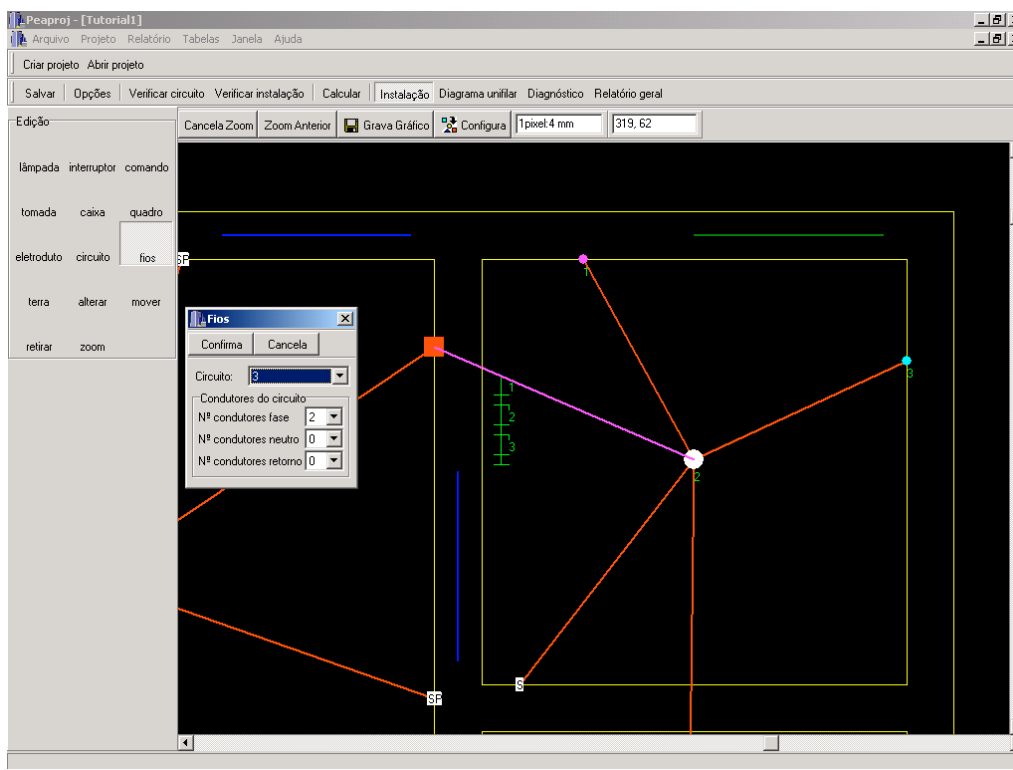 Peaproj - [Tutorial1]
Arquivo Projeto Relatório Tabelas Janela Ajuda
Criar projeto Abrir projeto
Salvar Opções Verificar circuito Verificar instalação Calcular Instalação Diagrama unifilar Diagnóstico Relatório geral
Edição
Cancela Zoom Zoom Anterior Grava Gráfico Configura 1pixel:4 mm 319, 62
lâmpada interruptor comando
tomada caixa quadro
eletroduto circuito fios
terra alterar mover
retirar zoom
SP
1
3
Fios
Confirma Cancela
Circuito: 3
Condutores do circuito
Nº condutores fase 2
Nº condutores neutro 0
Nº condutores retorno 0
1
2
3
2
S
SP